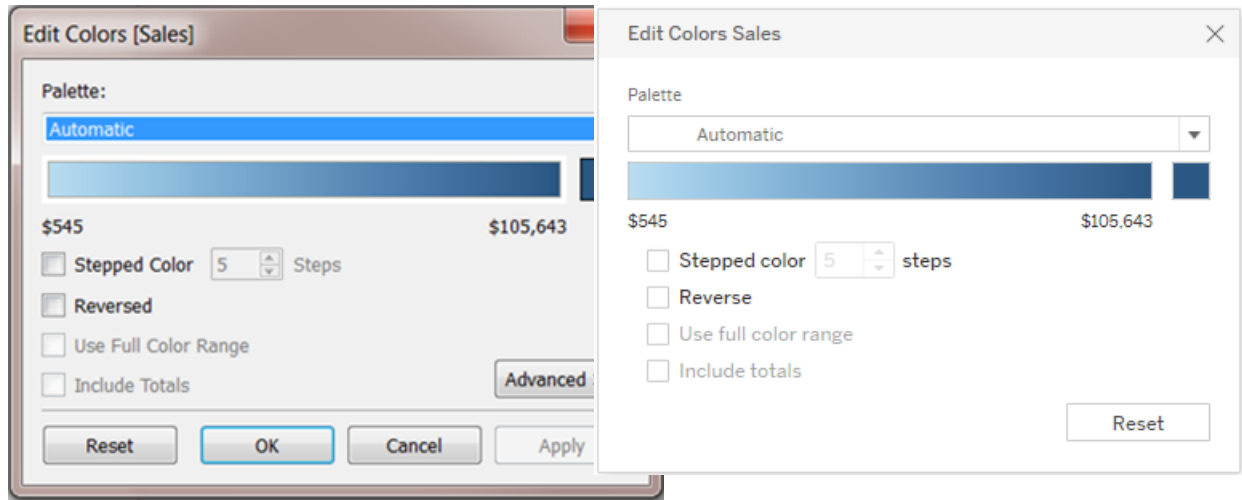 Edit Colors [Sales]
Palette:
Automatic
$545 $105,643
Stepped Color 5 Steps
Reversed
Use Full Color Range
Include Totals
Advanced
Reset OK Cancel Apply
Edit Colors Sales
Palette
Automatic
$545 $105,643
Stepped color 5 steps
Reverse
Use full color range
Include totals
Reset